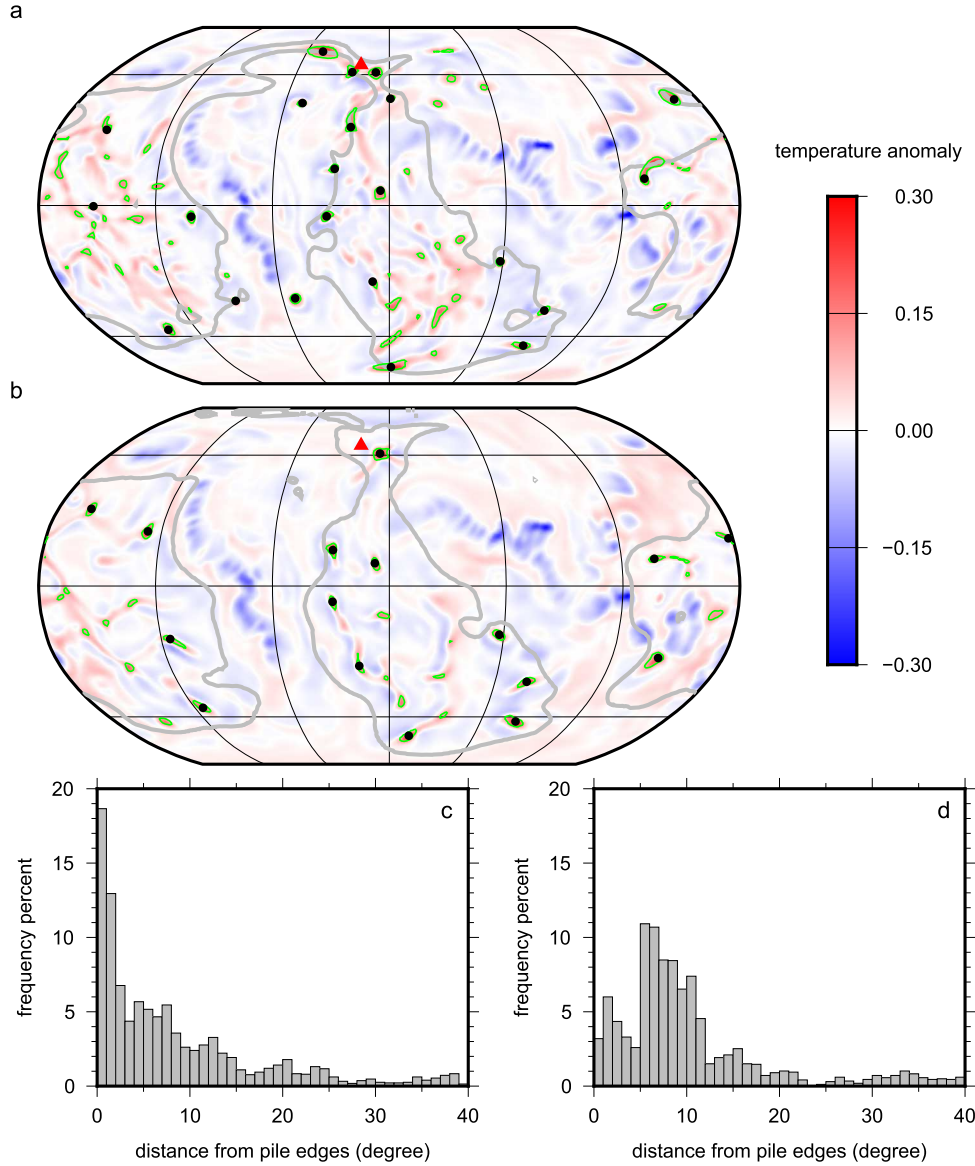 a
temperature anomaly
0.30
0.15
0.00
−0.15
−0.30
b
20
15
10
5
0
0 10 20 30 40
frequency percent
distance from pile edges (degree)
c
20
15
10
5
0
0 10 20 30 40
frequency percent
distance from pile edges (degree)
d